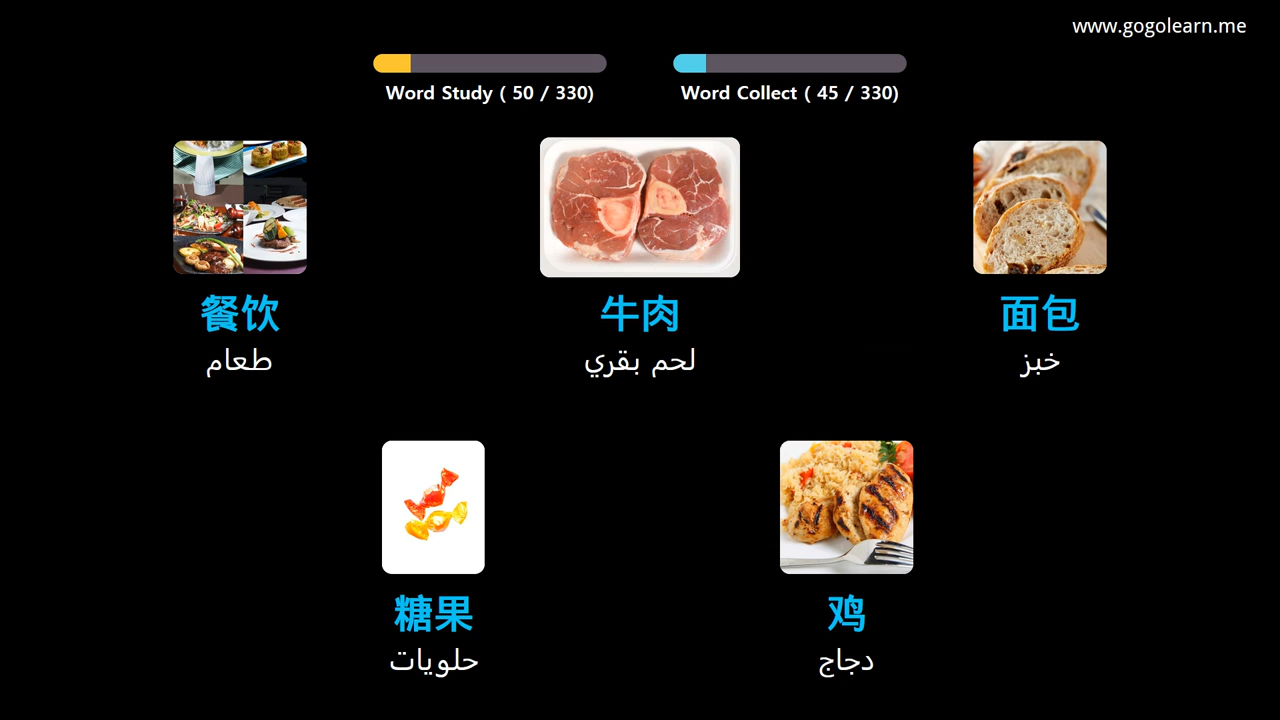 www.gogolearn.me
Word Study ( 50 / 330)
Word Collect ( 45 / 330)
餐饮
طعام
牛肉
لحم بقري
面包
خبز
糖果
حلويات
鸡
دجاج